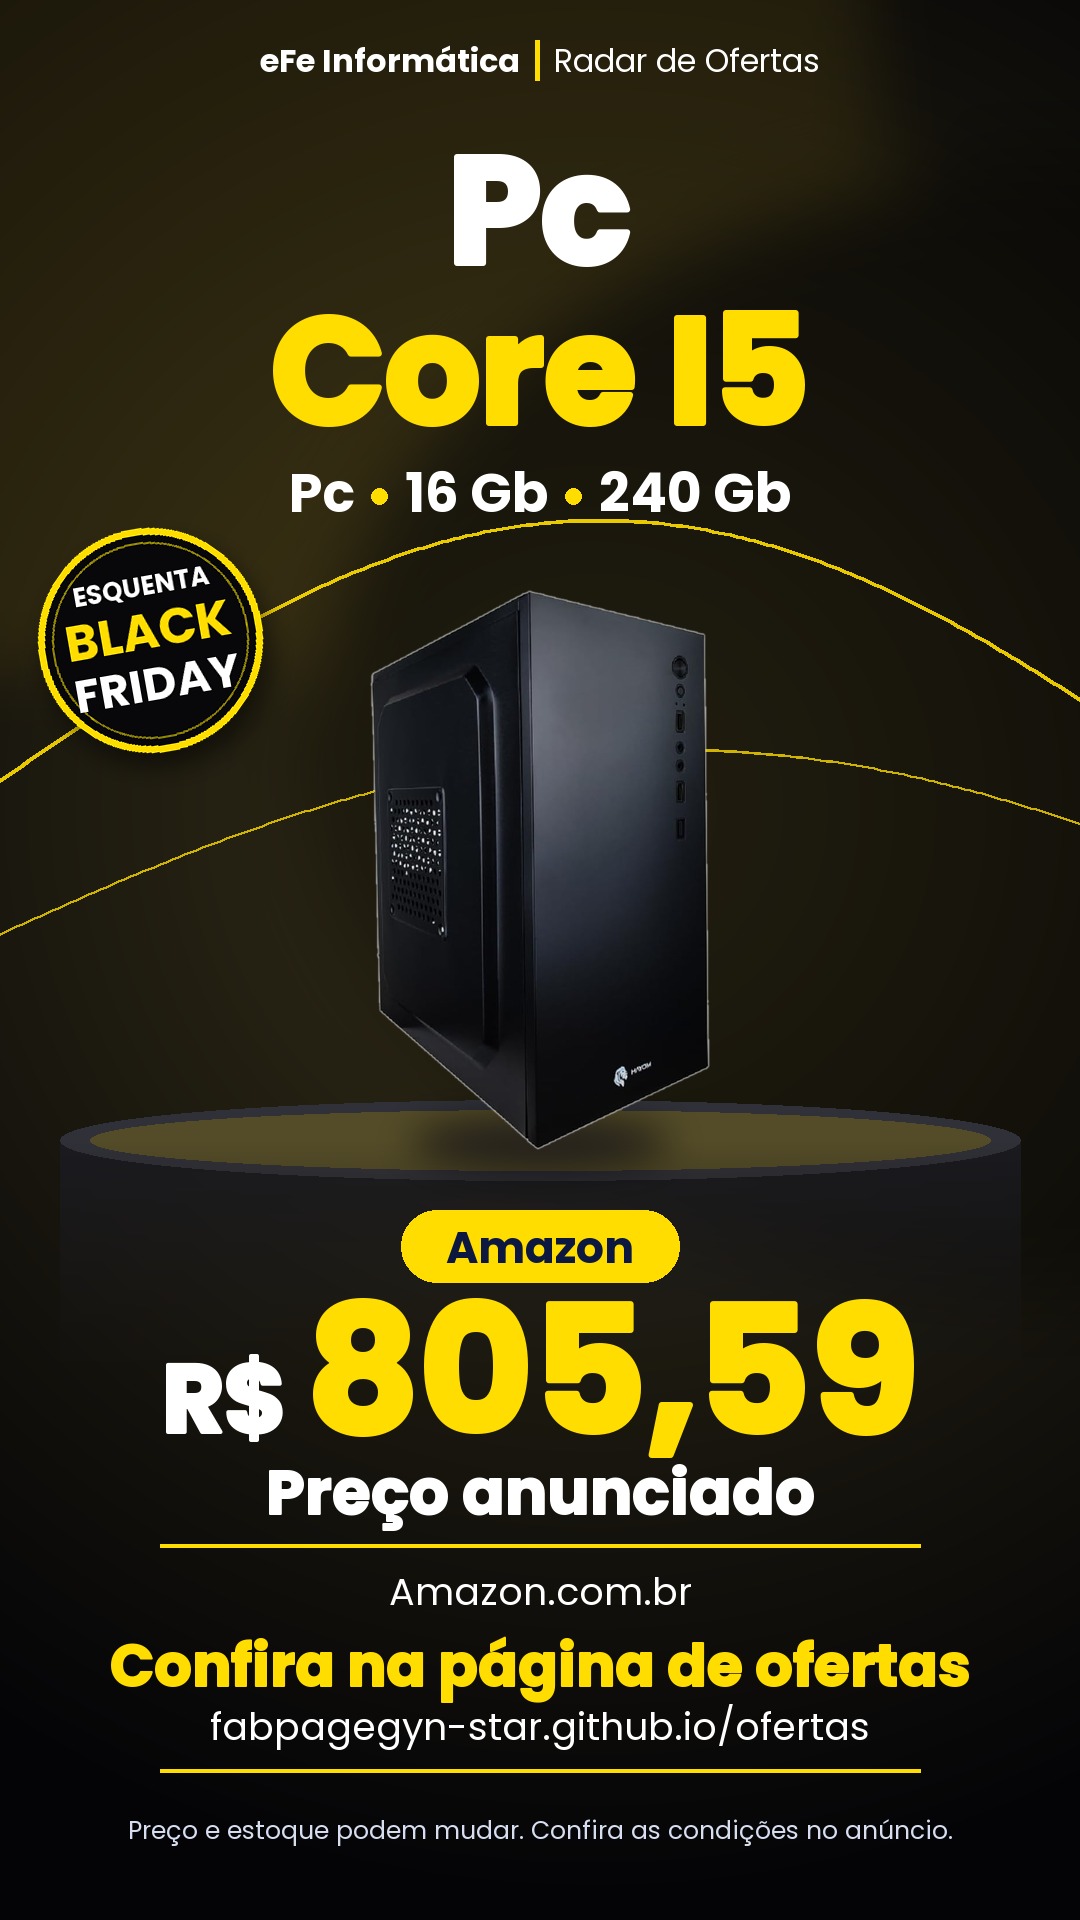 eFe Informática | Radar de Ofertas
Pc
Core I5
Pc • 16 Gb • 240 Gb
ESQUENTA
BLACK
FRIDAY
HAYOM
Amazon
R$ 805,59
Preço anunciado
Amazon.com.br
Confira na página de ofertas
fabpagegyn-star.github.io/ofertas
Preço e estoque podem mudar. Confira as condições no anúncio.